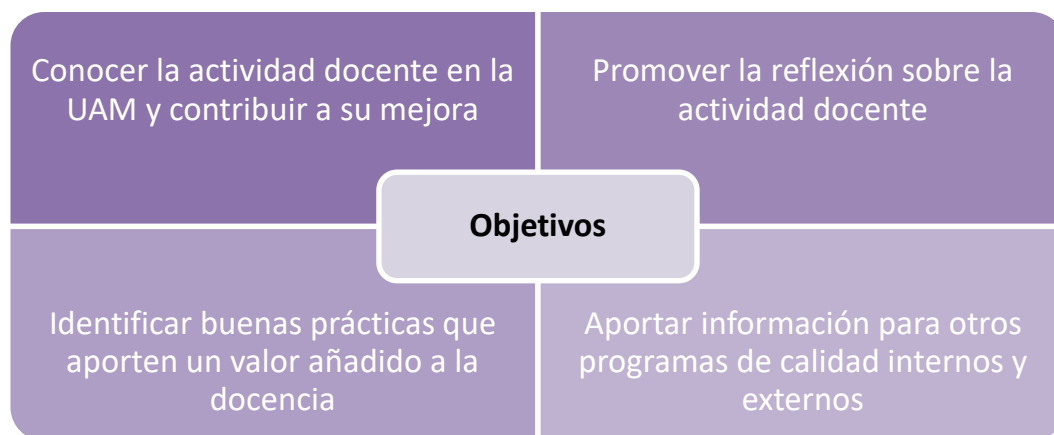 Conocer la actividad docente en la
UAM y contribuir a su mejora
Promover la reflexión sobre la
actividad docente
Objetivos
Identificar buenas prácticas que
aporten un valor añadido a la
docencia
Aportar información para otros
programas de calidad internos y
externos